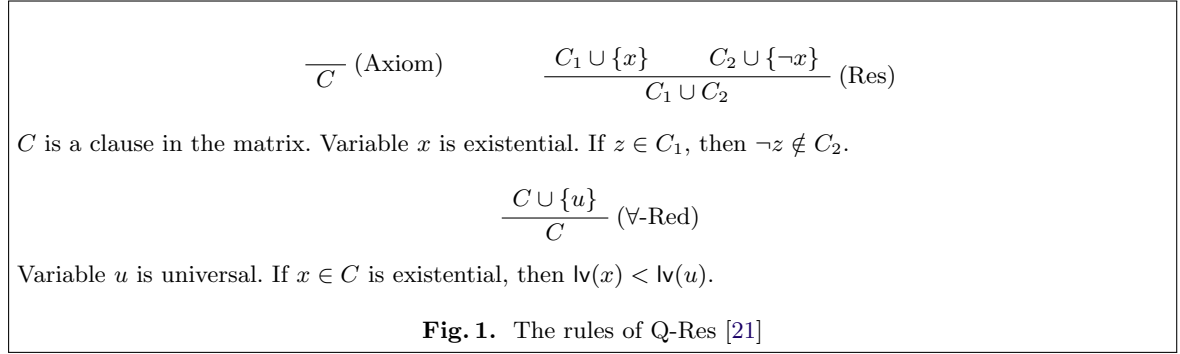 C (Axiom)
C₁ ∪ {x} C₂ ∪ {¬x}
C₁ ∪ C₂ (Res)
C is a clause in the matrix. Variable x is existential. If z ∈ C₁, then ¬z ∉ C₂.
C ∪ {u}
C (∀-Red)
Variable u is universal. If x ∈ C is existential, then lv(x) < lv(u).
Fig. 1. The rules of Q-Res [21]